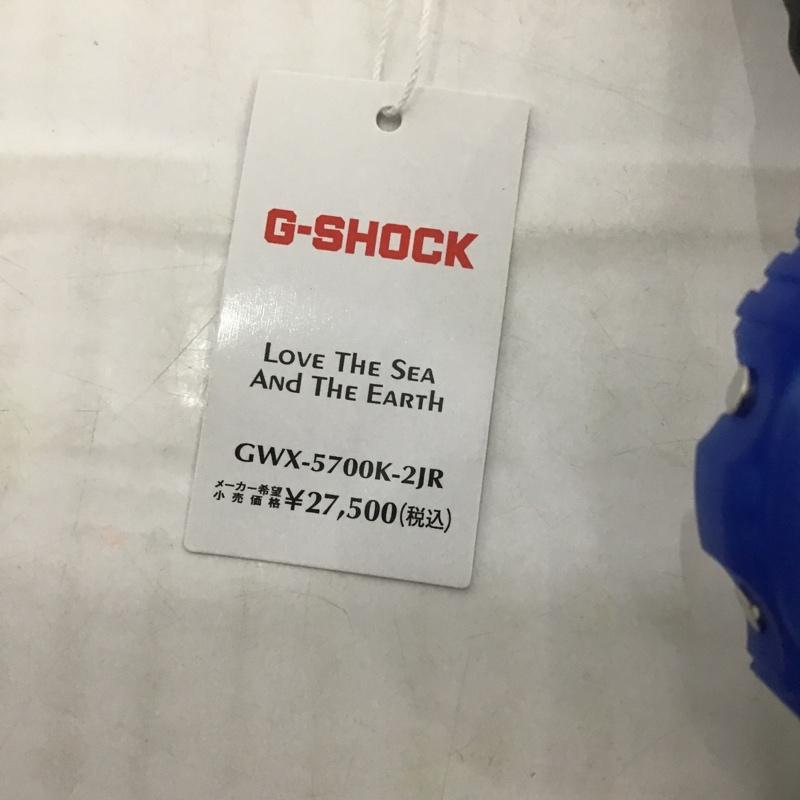 G-SHOCK
LOVE THE SEA
AND THE EARTH
GWX-5700K-2JR
メーカー希望
小売価格 ¥27,500(税込)